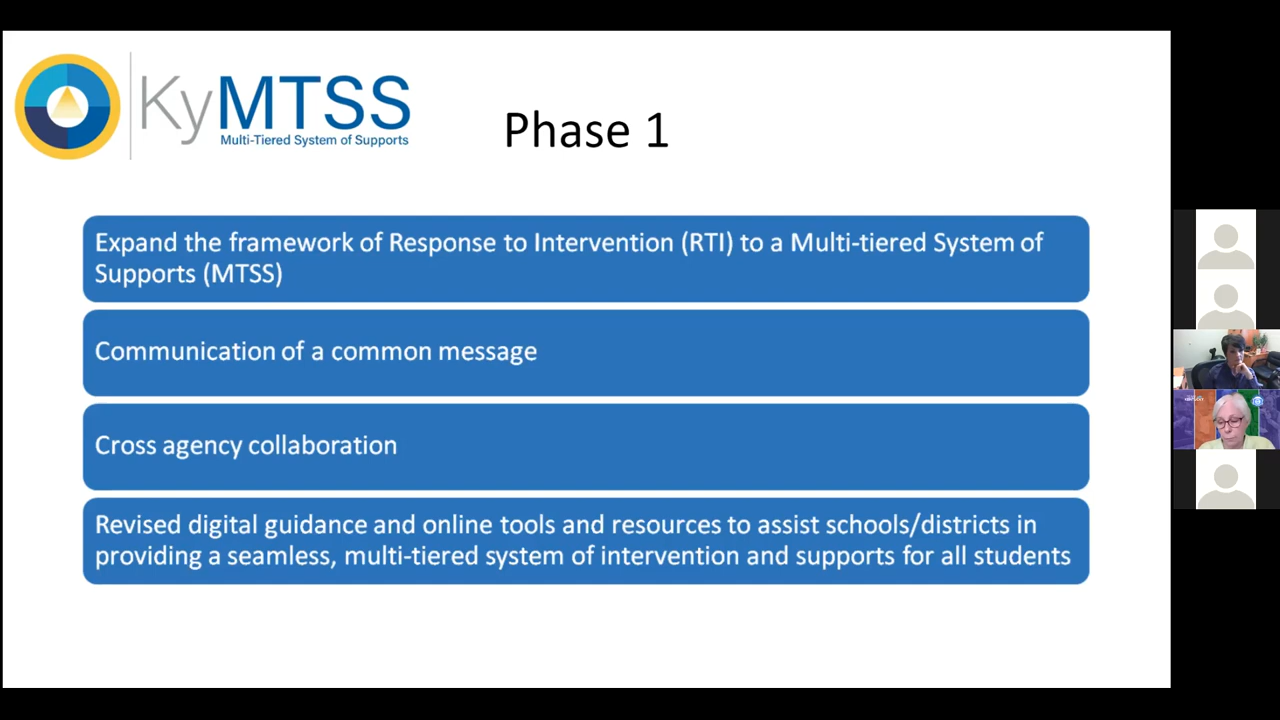 KyMTSS
Multi-Tiered System of Supports
Phase 1
Expand the framework of Response to Intervention (RTI) to a Multi-tiered System of
Supports (MTSS)
Communication of a common message
Cross agency collaboration
Revised digital guidance and online tools and resources to assist schools/districts in
providing a seamless, multi-tiered system of intervention and supports for all students